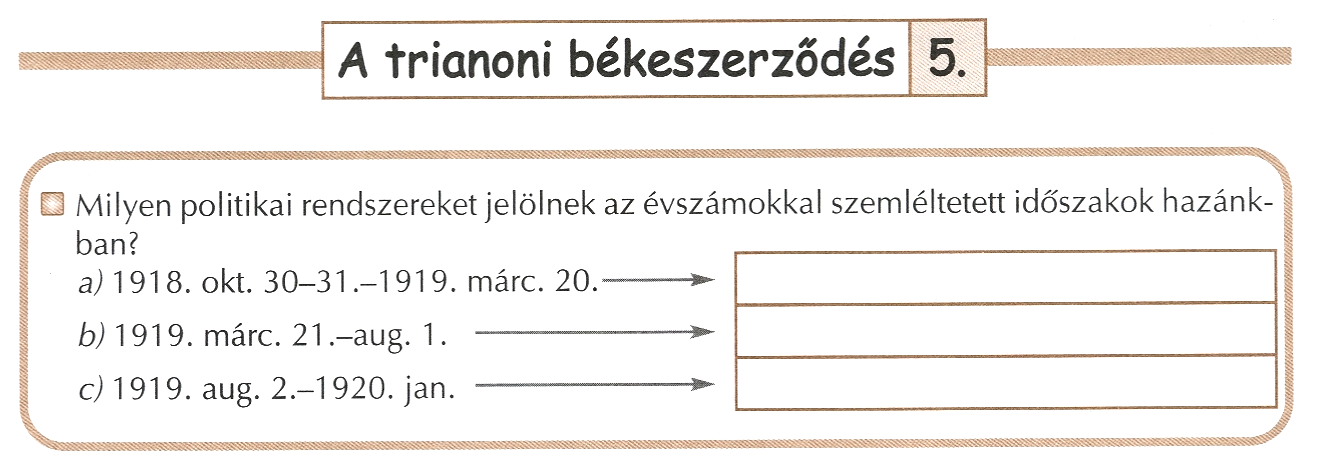 A trianoni békeszerződés 5.
Milyen politikai rendszereket jelölnek az évszámokkal szemléltetett időszakok hazánk-
ban?
a) 1918. okt. 30–31.–1919. márc. 20.
b) 1919. márc. 21.–aug. 1.
c) 1919. aug. 2.–1920. jan.